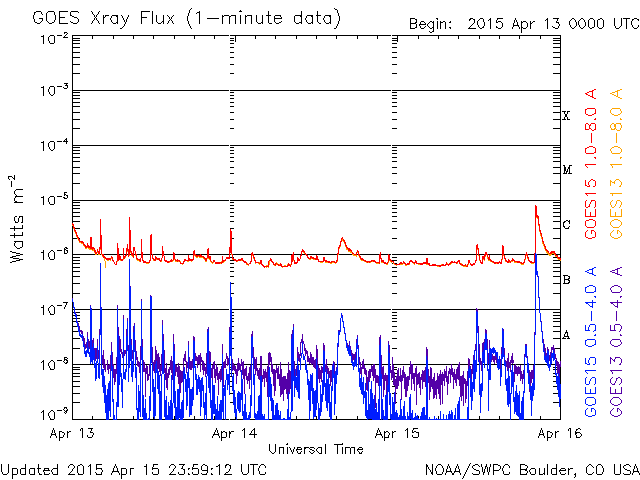 GOES Xray Flux (1-minute data)
Begin: 2015 Apr 13 0000 UTC
10⁻²
10⁻³
10⁻⁴
10⁻⁵
10⁻⁶
10⁻⁷
10⁻⁸
10⁻⁹
Watts m⁻²
X
M
C
B
A
GOES15 1.0-8.0 A
GOES13 1.0-8.0 A
GOES15 0.5-4.0 A
GOES13 0.5-4.0 A
Apr 13 Apr 14 Apr 15 Apr 16
Universal Time
Updated 2015 Apr 15 23:59:12 UTC
NOAA/SWPC Boulder, CO USA